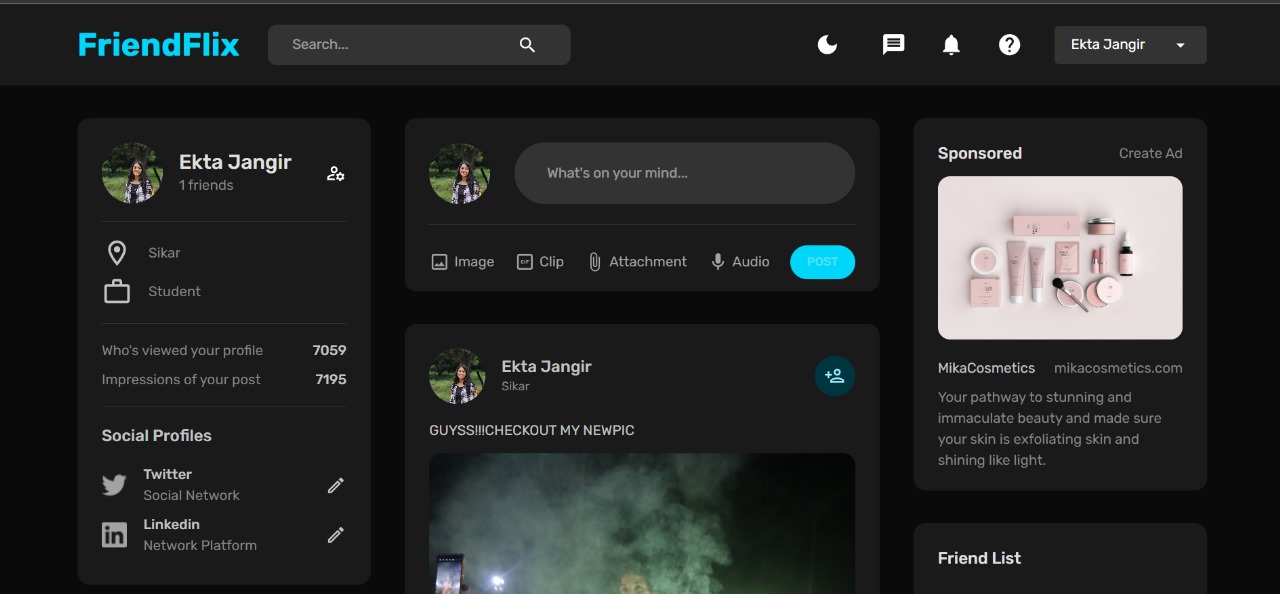 FriendFlix
Search...
Ekta Jangir
Ekta Jangir
1 friends
Sikar
Student
Who's viewed your profile 7059
Impressions of your post 7195
Social Profiles
Twitter
Social Network
Linkedin
Network Platform
What's on your mind...
Image
GIF Clip
Attachment
Audio
POST
Ekta Jangir
Sikar
GUYSS!!!CHECKOUT MY NEWPIC
Sponsored Create Ad
MikaCosmetics mikacosmetics.com
Your pathway to stunning and
immaculate beauty and made sure
your skin is exfoliating skin and
shining like light.
Friend List